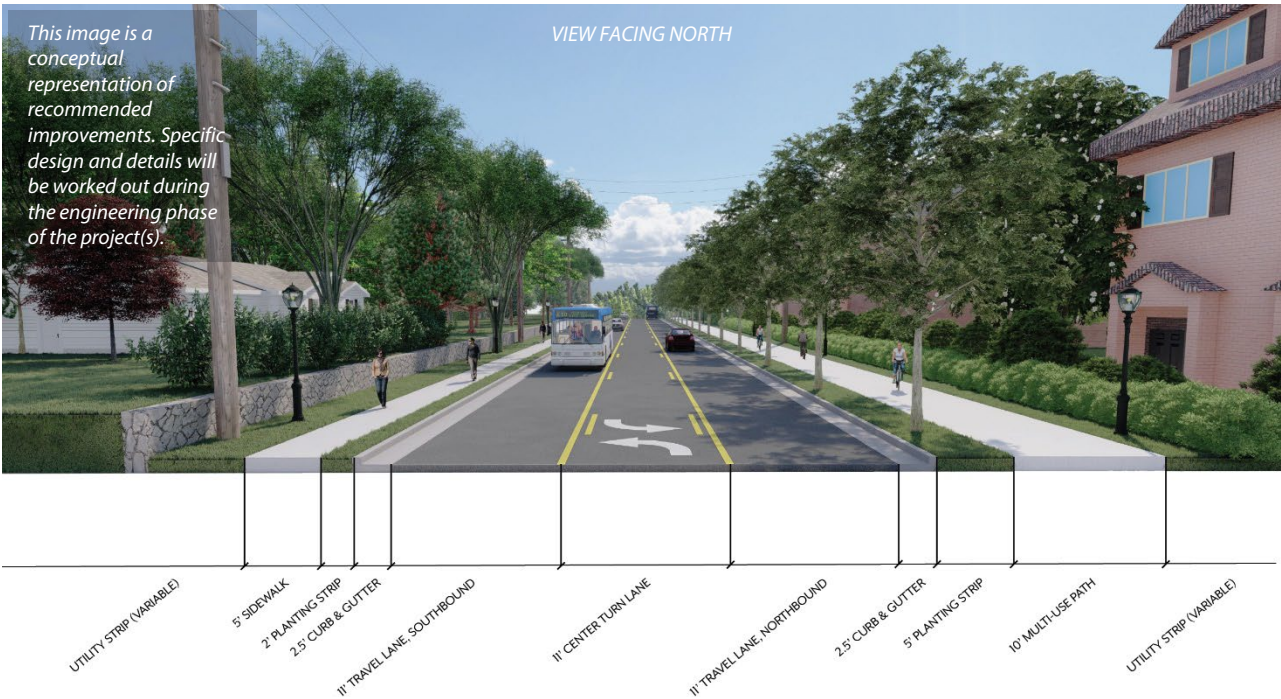 This image is a
conceptual
representation of
recommended
improvements. Specific
design and details will
be worked out during
the engineering phase
of the project(s).
VIEW FACING NORTH
UTILITY STRIP (VARIABLE)
5' SIDEWALK
2' PLANTING STRIP
2.5' CURB & GUTTER
11' TRAVEL LANE, SOUTHBOUND
11' CENTER TURN LANE
11' TRAVEL LANE, NORTHBOUND
2.5' CURB & GUTTER
5' PLANTING STRIP
10' MULTI-USE PATH
UTILITY STRIP (VARIABLE)